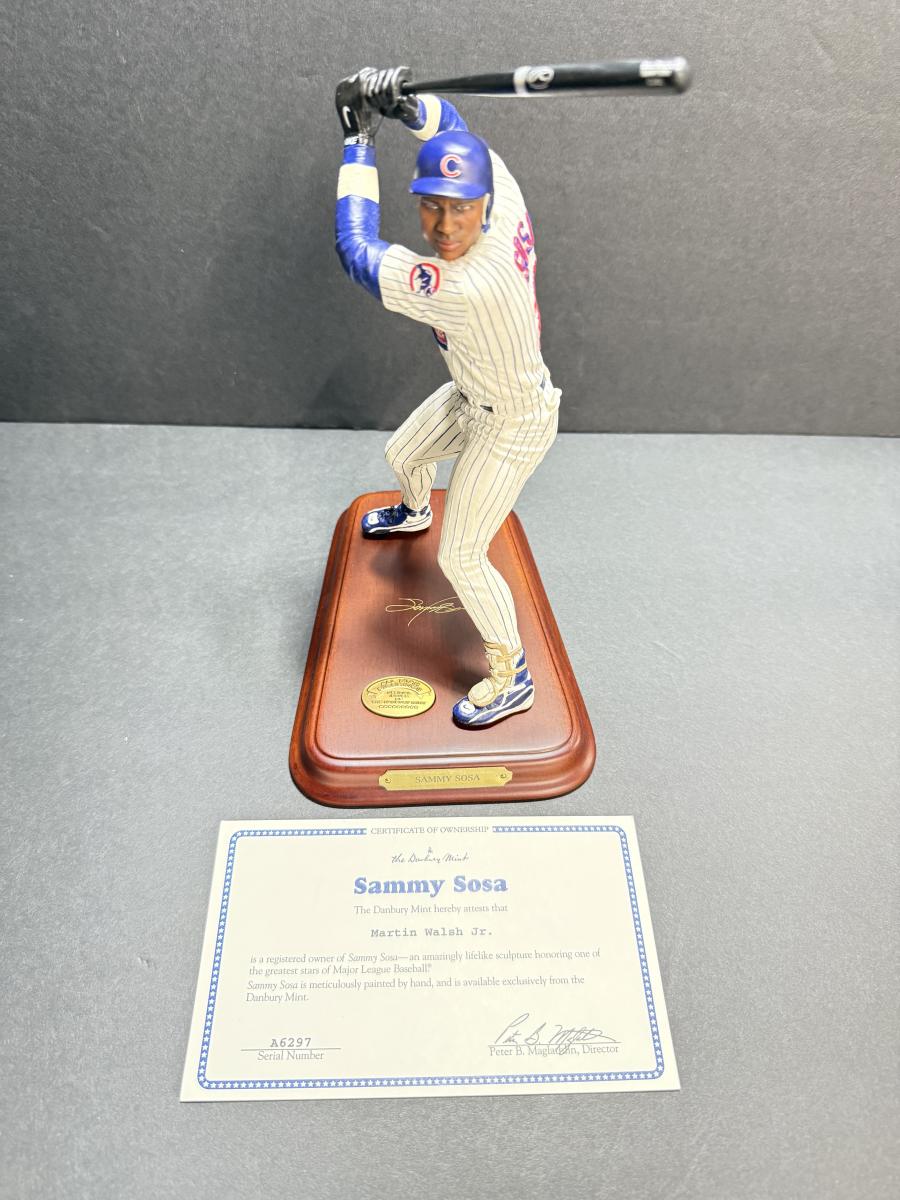 C
SOSA
SAMMY SOSA
CERTIFICATE OF OWNERSHIP
the Danbury Mint
Sammy Sosa
The Danbury Mint hereby attests that
Martin Walsh Jr.
is a registered owner of Sammy Sosa—an amazingly lifelike sculpture honoring one of
the greatest stars of Major League Baseball.®
Sammy Sosa is meticulously painted by hand, and is available exclusively from the
Danbury Mint.
A6297
Serial Number
Peter B. Maglathlin, Director